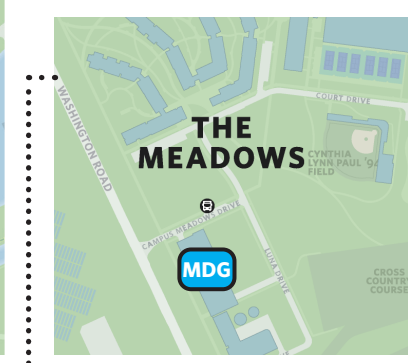 COURT DRIVE
WASHINGTON ROAD
THE
MEADOWS
CYNTHIA
LYNN PAUL '94
FIELD
CAMPUS MEADOWS DRIVE
LUNA DRIVE
MDG
CROSS
COUNTRY
COURSE